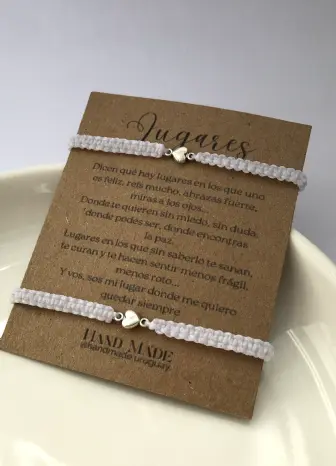 Lugares
Dicen qué hay lugares en los que uno
es feliz, reís mucho, abrazas fuerte,
miras a los ojos...
Donde te quieren sin miedo, sin duda,
donde podés ser, donde encontrás
la paz.
Lugares en los que sin saberlo te sanan,
te curan y te hacen sentir menos frágil,
menos roto...
Y vos, sos mi lugar donde me quiero
quedar siempre
HAND MADE
@handmade.uruguay